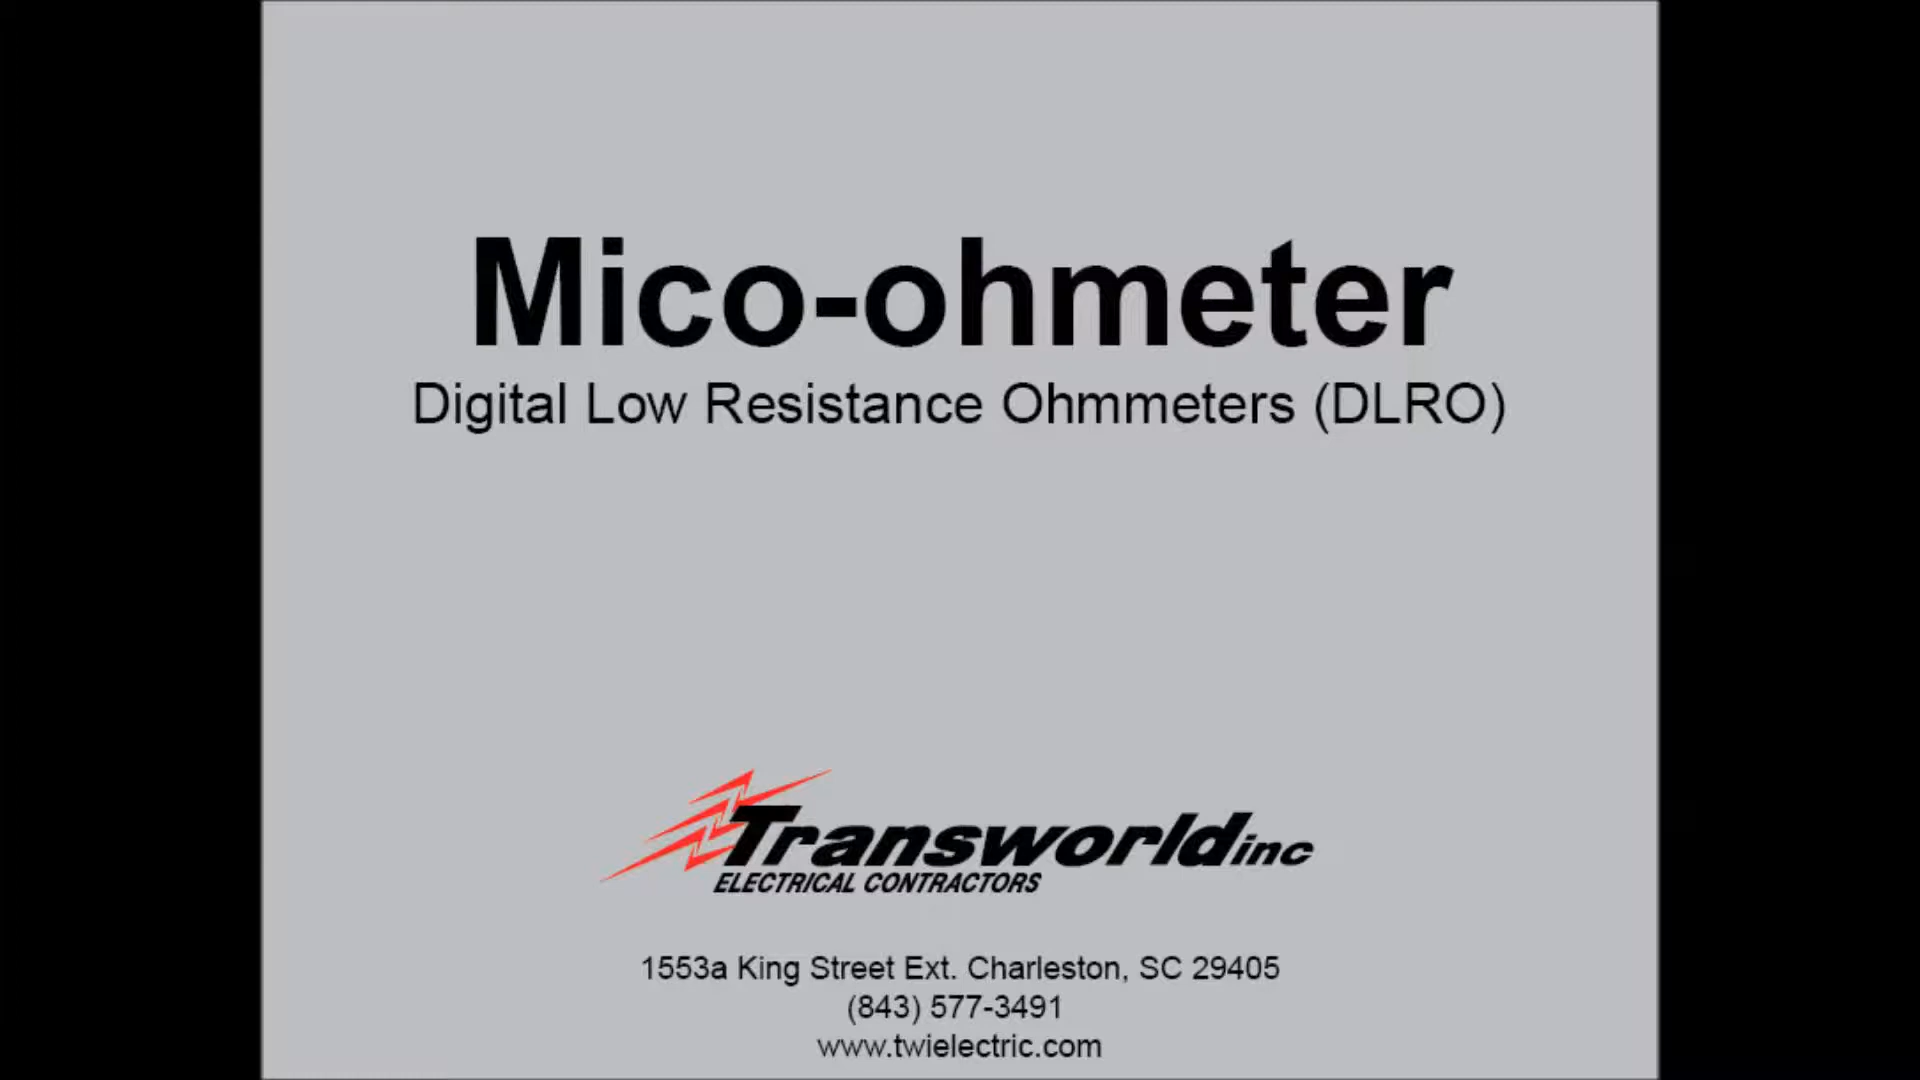 Mico-ohmeter
Digital Low Resistance Ohmmeters (DLRO)
Transworld inc
ELECTRICAL CONTRACTORS
1553a King Street Ext. Charleston, SC 29405
(843) 577-3491
www.twielectric.com